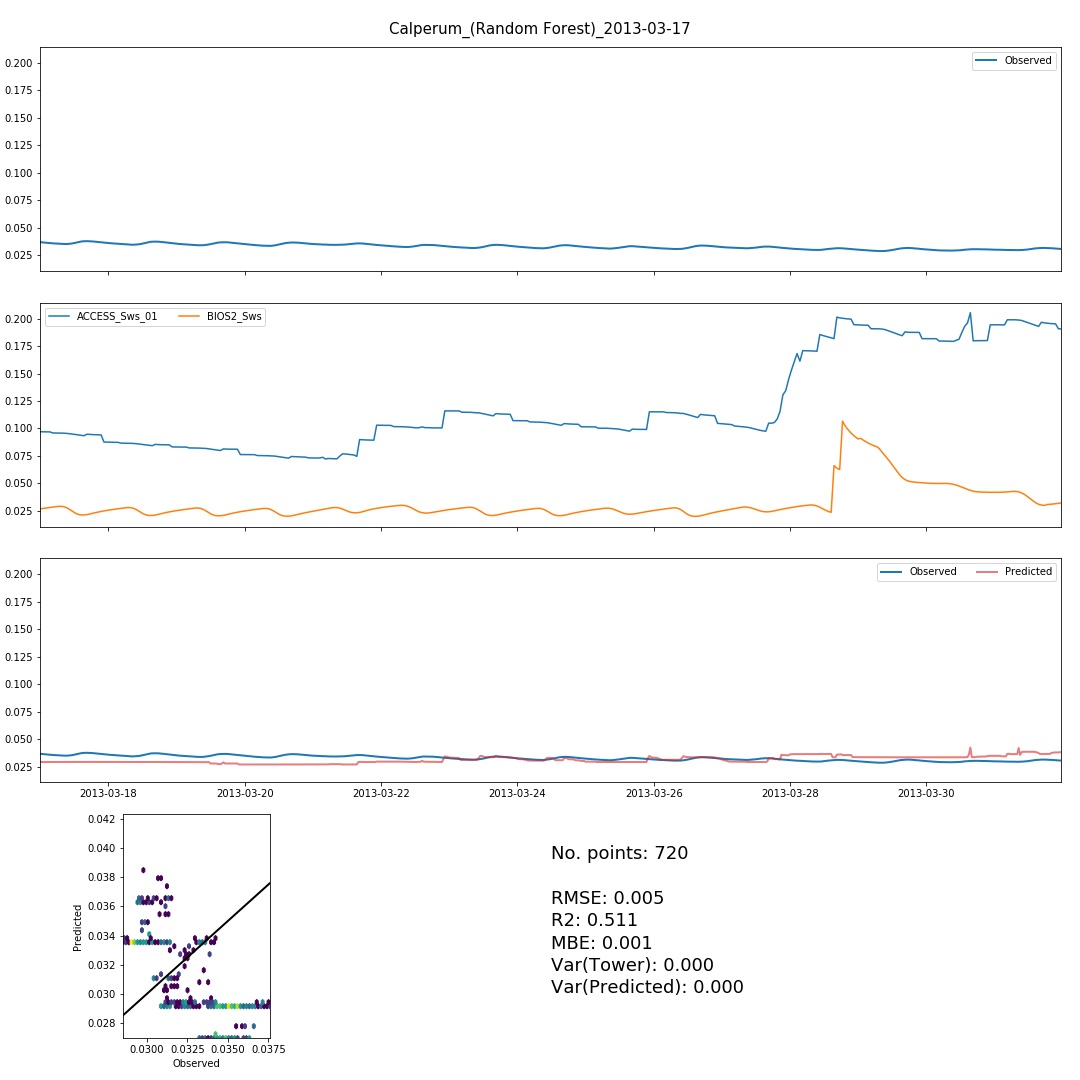 Calperum_(Random Forest)_2013-03-17
Observed
0.200
0.175
0.150
0.125
0.100
0.075
0.050
0.025
ACCESS_Sws_01 BIOS2_Sws
0.200
0.175
0.150
0.125
0.100
0.075
0.050
0.025
Observed Predicted
0.200
0.175
0.150
0.125
0.100
0.075
0.050
0.025
2013-03-18 2013-03-20 2013-03-22 2013-03-24 2013-03-26 2013-03-28 2013-03-30
0.042
0.040
0.038
0.036
0.034
0.032
0.030
0.028
Predicted
0.0300 0.0325 0.0350 0.0375
Observed
No. points: 720
RMSE: 0.005
R2: 0.511
MBE: 0.001
Var(Tower): 0.000
Var(Predicted): 0.000